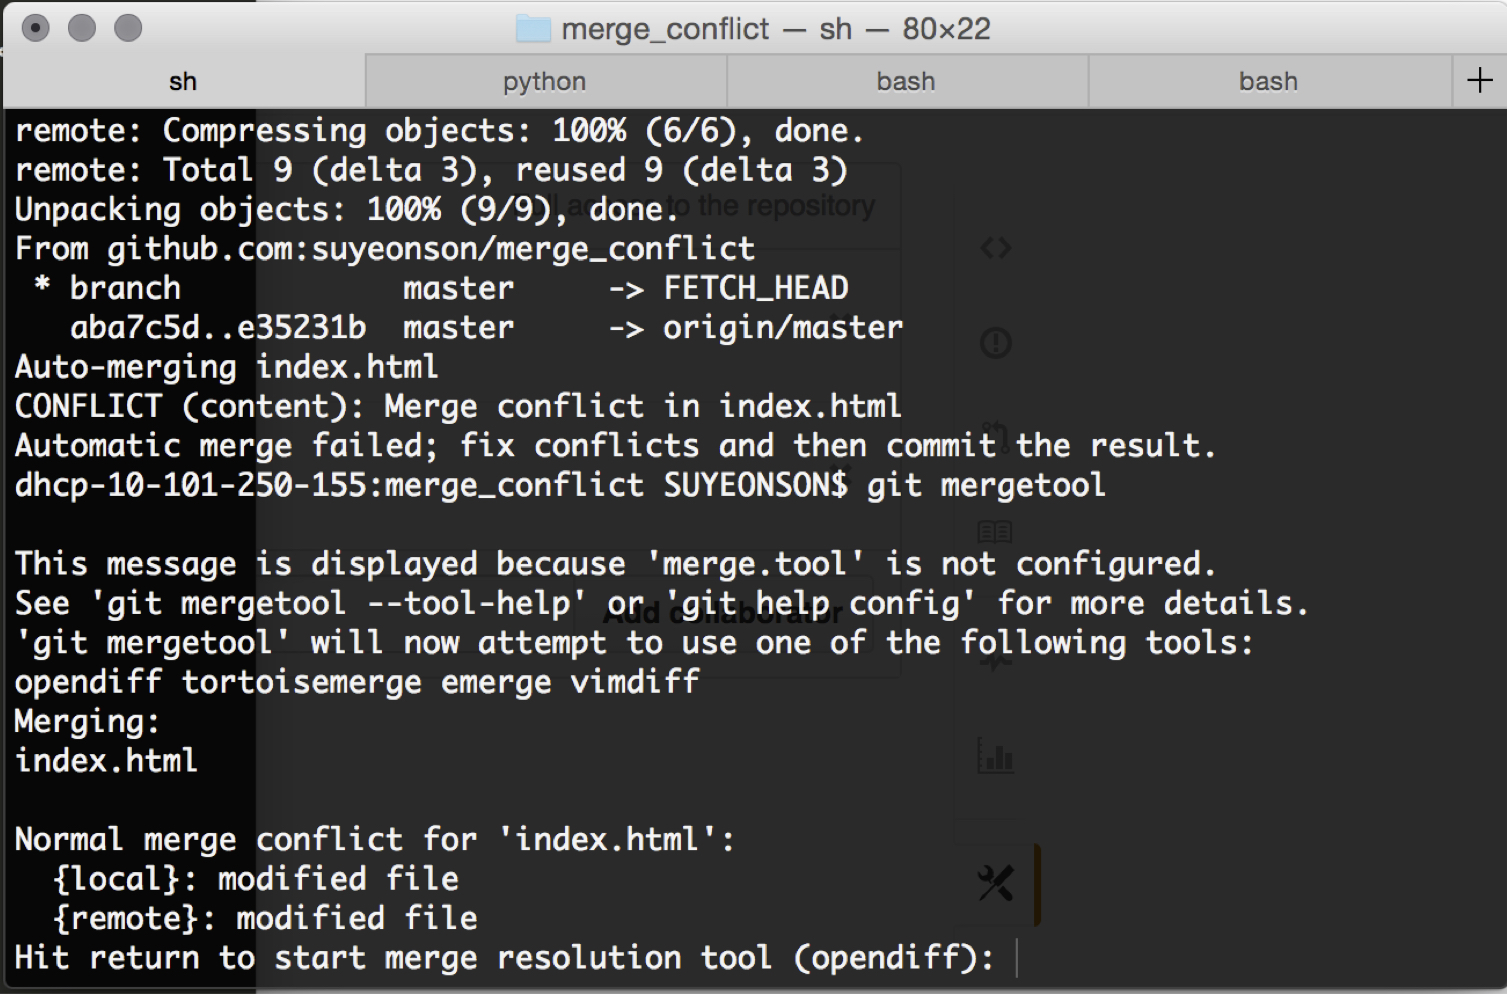 merge_conflict — sh — 80×22
sh
python
bash
bash
+
remote: Compressing objects: 100% (6/6), done.
remote: Total 9 (delta 3), reused 9 (delta 3)
Unpacking objects: 100% (9/9), done.
to the repository
From github.com:suyeonson/merge_conflict
 * branch            master     -> FETCH_HEAD
   aba7c5d..e35231b  master     -> origin/master
Auto-merging index.html
CONFLICT (content): Merge conflict in index.html
Automatic merge failed; fix conflicts and then commit the result.
dhcp-10-101-250-155:merge_conflict SUYEONSON$ git mergetool
This message is displayed because 'merge.tool' is not configured.
See 'git mergetool --tool-help' or 'git help config' for more details.
Add collaborator
'git mergetool' will now attempt to use one of the following tools:
opendiff tortoisemerge emerge vimdiff
Merging:
index.html
Normal merge conflict for 'index.html':
  {local}: modified file
  {remote}: modified file
Hit return to start merge resolution tool (opendiff):